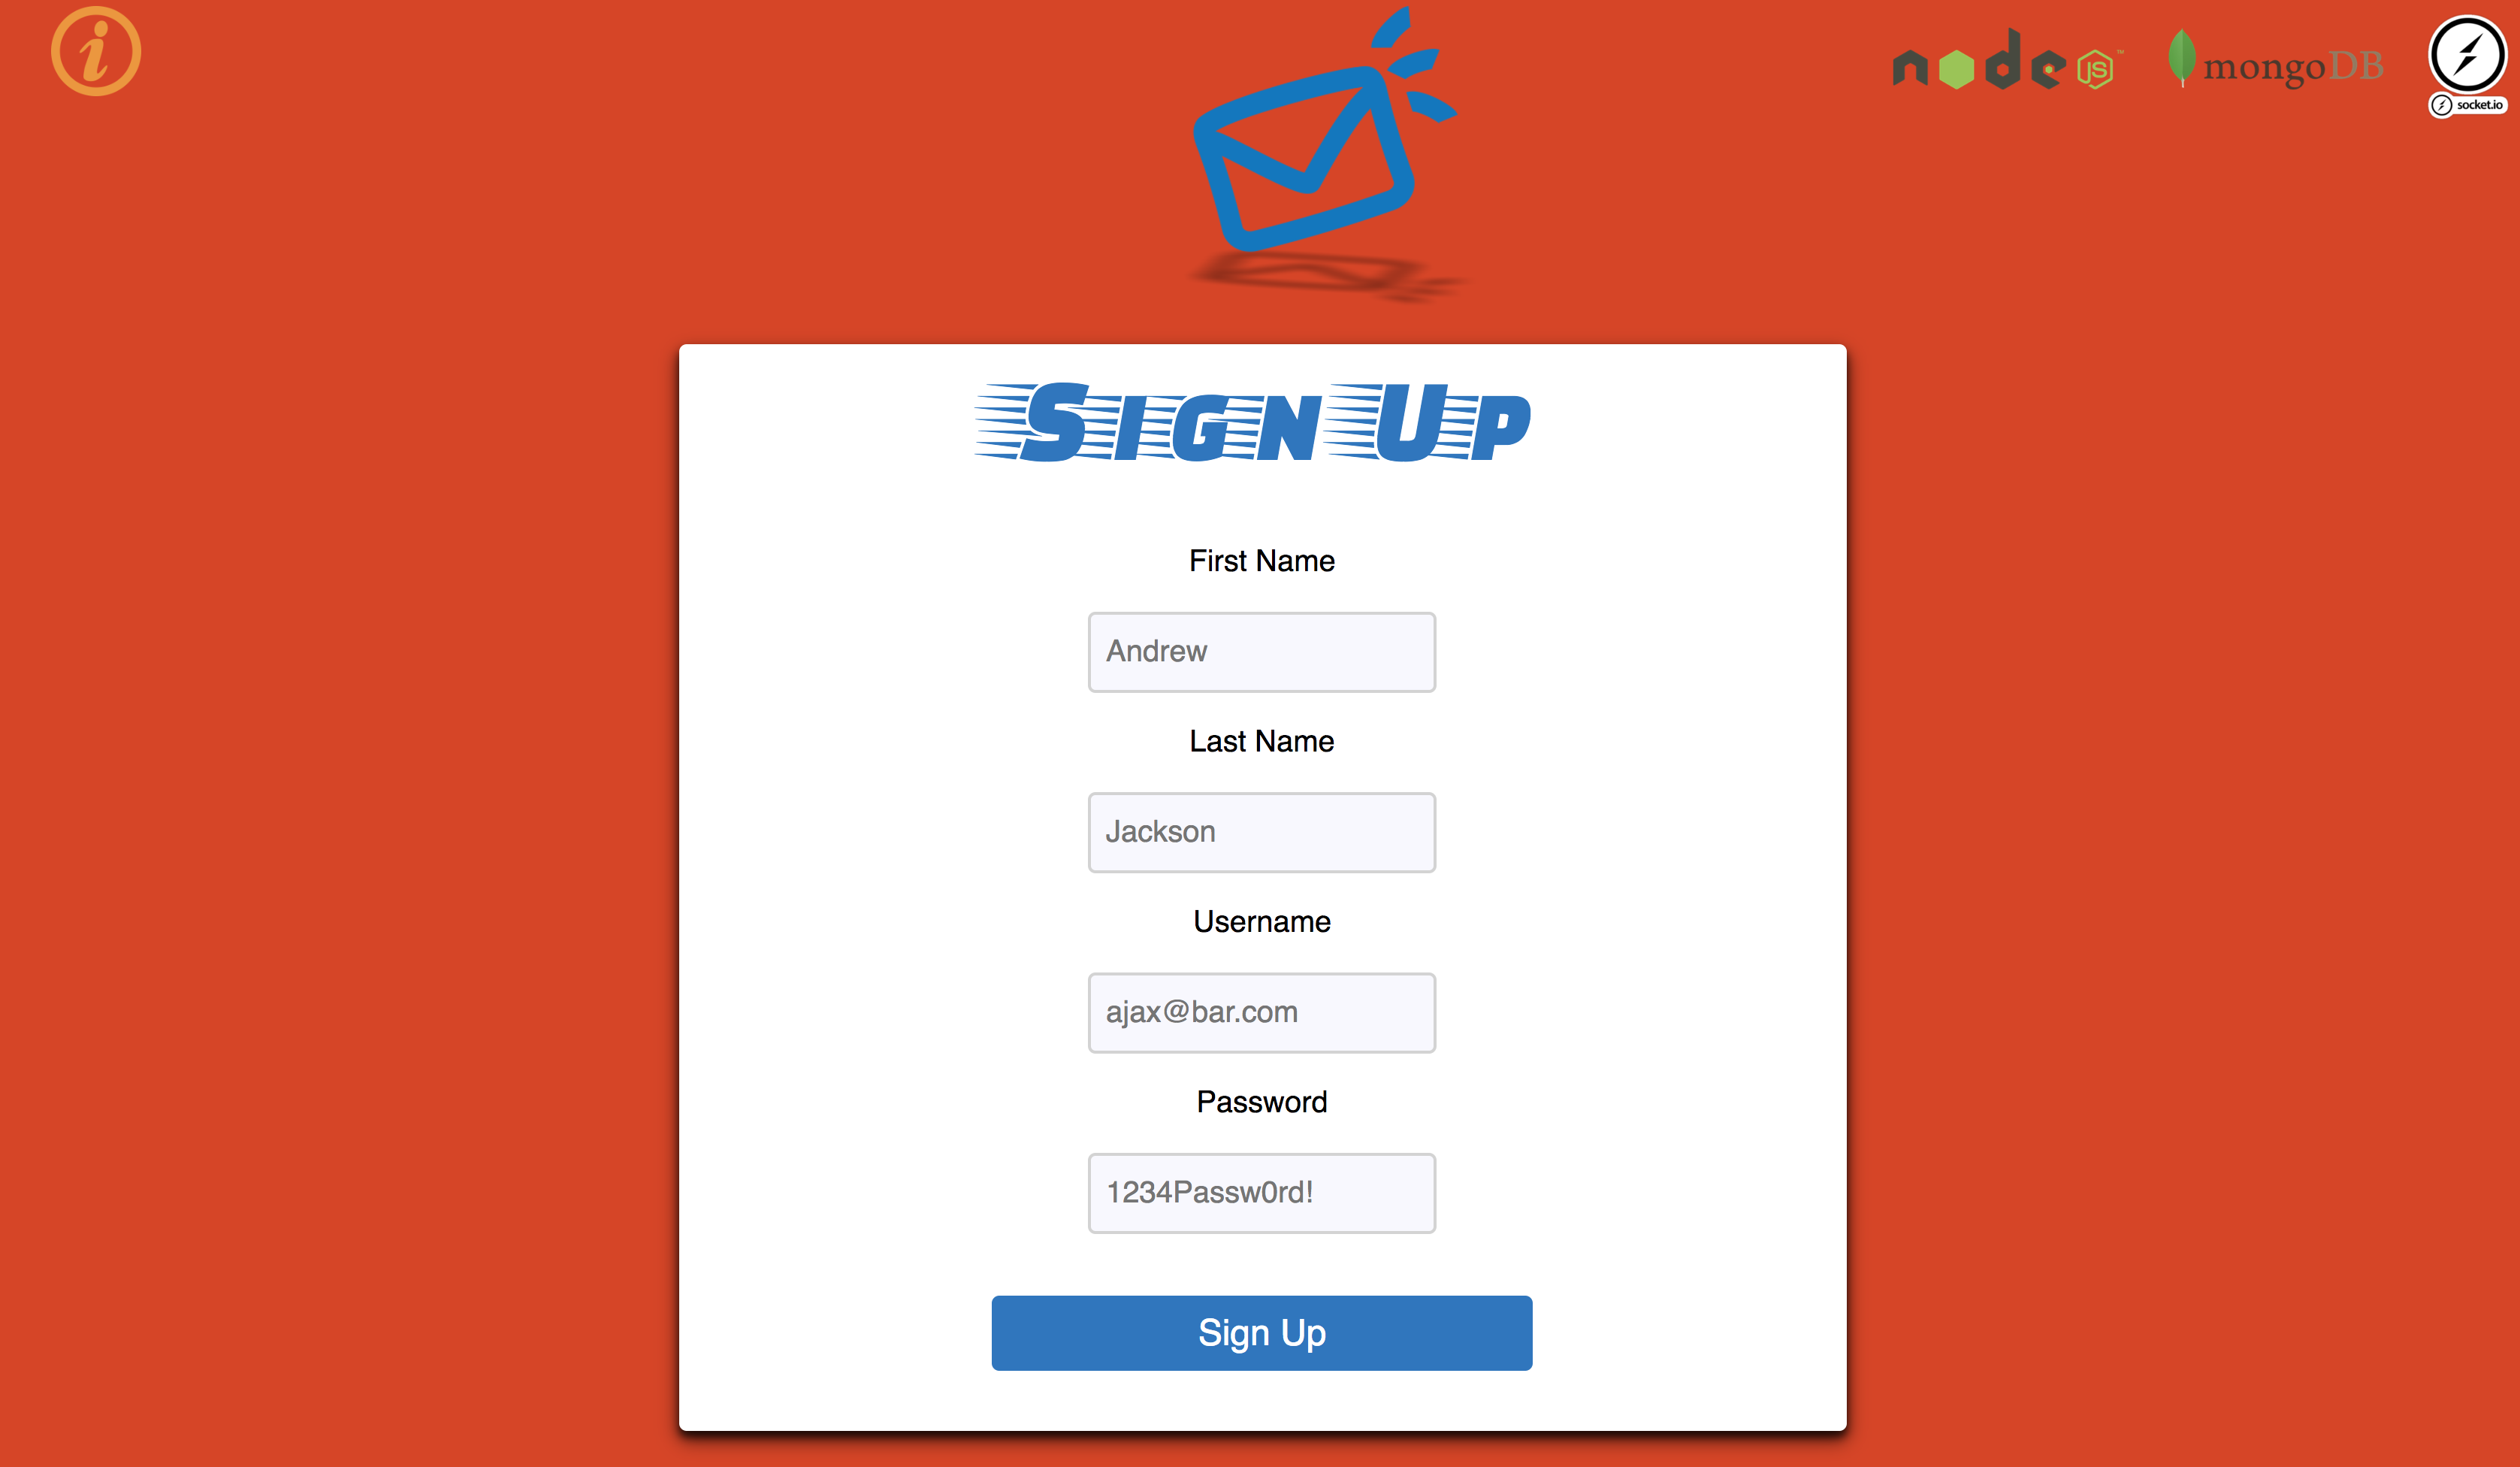 i
node JS ™
mongoDB
socket.io
Sign Up
First Name
Andrew
Last Name
Jackson
Username
ajax@bar.com
Password
1234Passw0rd!
Sign Up